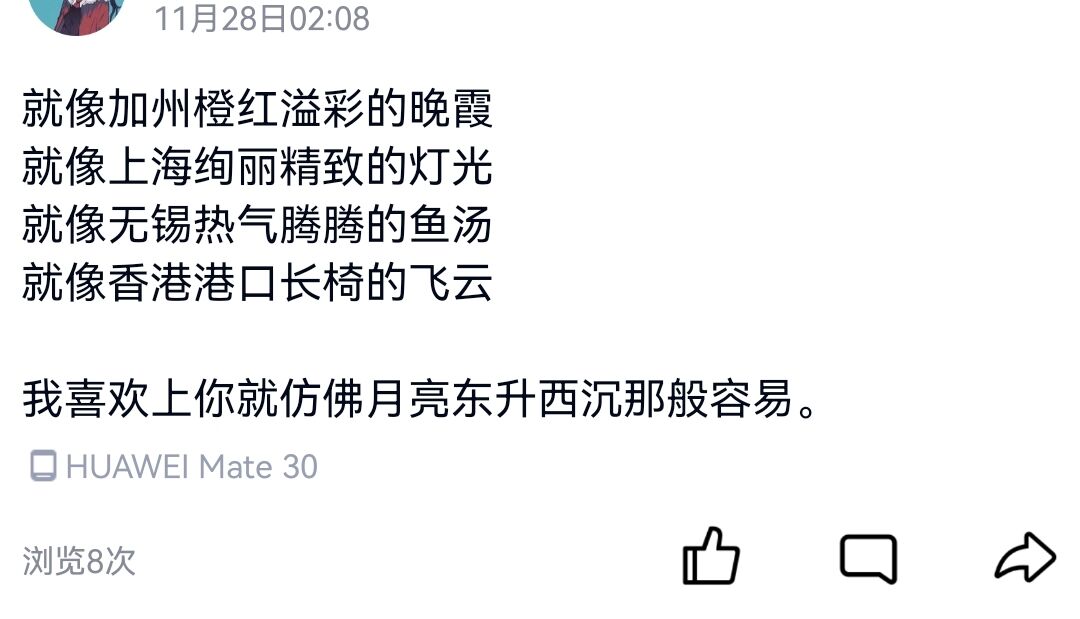 11月28日02:08
就像加州橙红溢彩的晚霞
就像上海绚丽精致的灯光
就像无锡热气腾腾的鱼汤
就像香港港口长椅的飞云
我喜欢上你就仿佛月亮东升西沉那般容易。
HUAWEI Mate 30
浏览8次